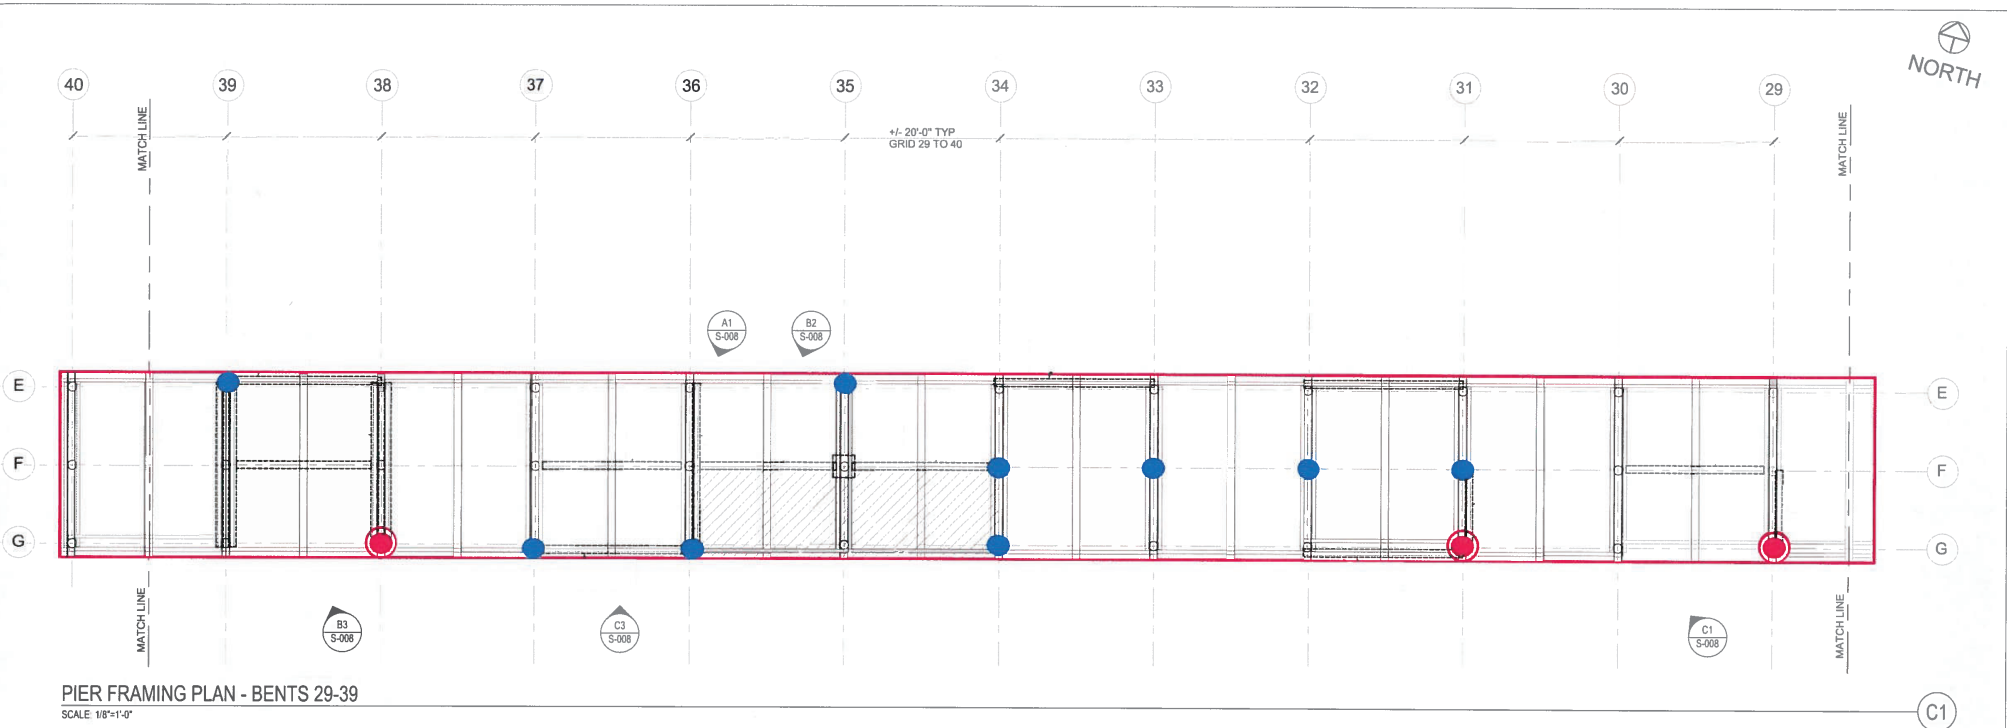 NORTH
40 39 38 37 36 35 34 33 32 31 30 29
MATCH LINE
MATCH LINE
+/- 20'-0" TYP
GRID 29 TO 40
A1
S-008
B2
S-008
E
E
F
F
G
G
MATCH LINE
MATCH LINE
B3
S-008
C3
S-008
C1
S-008
PIER FRAMING PLAN - BENTS 29-39
SCALE: 1/8"=1'-0"
C1